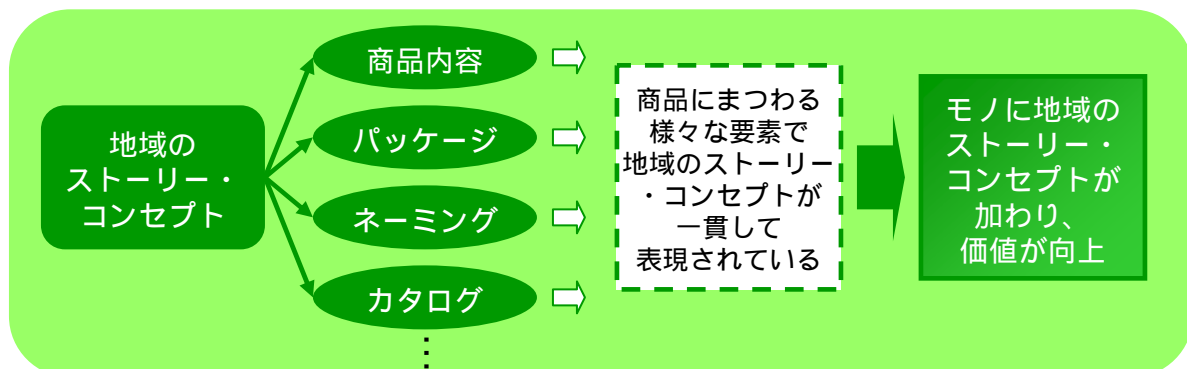 地域の
ストーリー・
コンセプト
商品内容
パッケージ
ネーミング
カタログ
商品にまつわる
様々な要素で
地域のストーリー
・コンセプトが
一貫して
表現されている
モノに地域の
ストーリー・
コンセプトが
加わり、
価値が向上